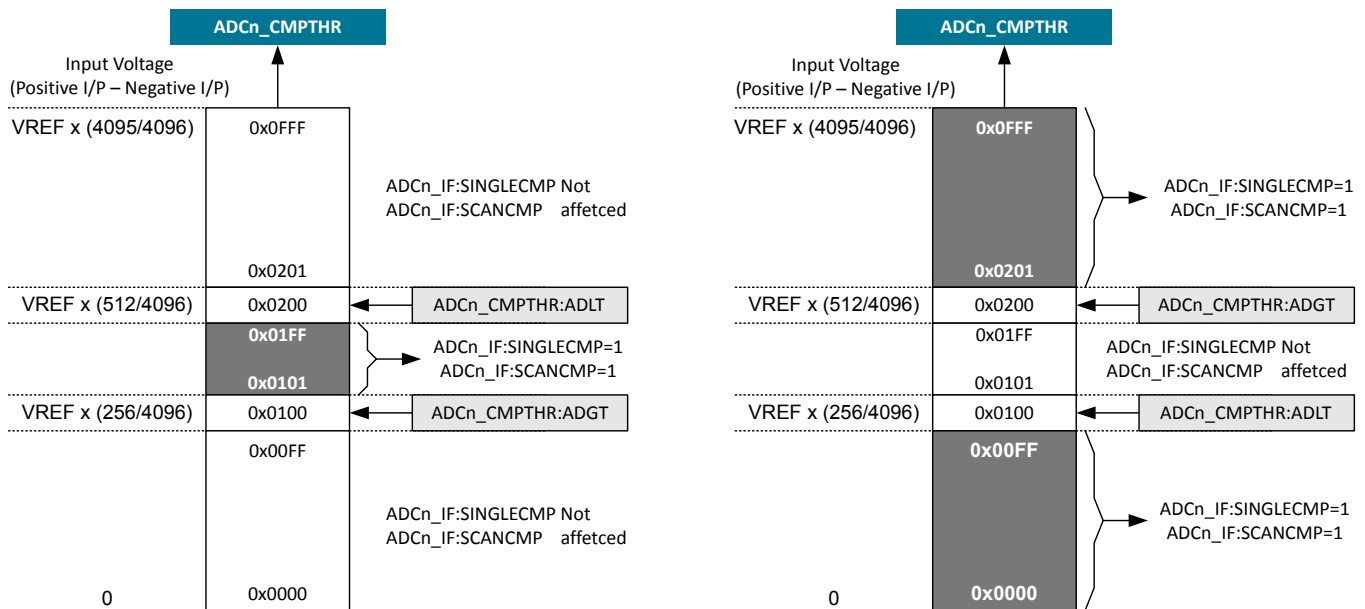 ADCn_CMPTHR
Input Voltage
(Positive I/P – Negative I/P)
VREF x (4095/4096)
0x0FFF
ADCn_IF:SINGLECMP Not
ADCn_IF:SCANCMP affetced
0x0201
VREF x (512/4096)
0x0200
ADCn_CMPTHR:ADLT
0x01FF
ADCn_IF:SINGLECMP=1
ADCn_IF:SCANCMP=1
0x0101
VREF x (256/4096)
0x0100
ADCn_CMPTHR:ADGT
0x00FF
ADCn_IF:SINGLECMP Not
ADCn_IF:SCANCMP affetced
0
0x0000
ADCn_CMPTHR
Input Voltage
(Positive I/P – Negative I/P)
VREF x (4095/4096)
0x0FFF
ADCn_IF:SINGLECMP=1
ADCn_IF:SCANCMP=1
0x0201
VREF x (512/4096)
0x0200
ADCn_CMPTHR:ADGT
0x01FF
ADCn_IF:SINGLECMP Not
ADCn_IF:SCANCMP affetced
0x0101
VREF x (256/4096)
0x0100
ADCn_CMPTHR:ADLT
0x00FF
ADCn_IF:SINGLECMP=1
ADCn_IF:SCANCMP=1
0
0x0000